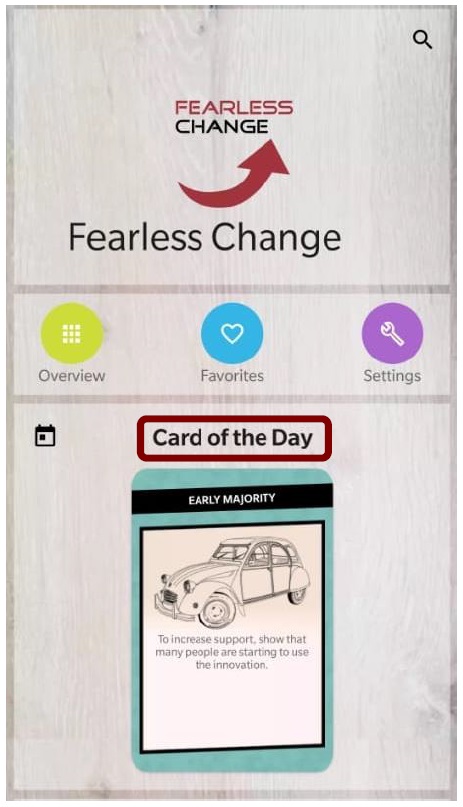 FEARLESS
CHANGE
Fearless Change
Overview
Favorites
Settings
Card of the Day
EARLY MAJORITY
To increase support, show that
many people are starting to use
the innovation.